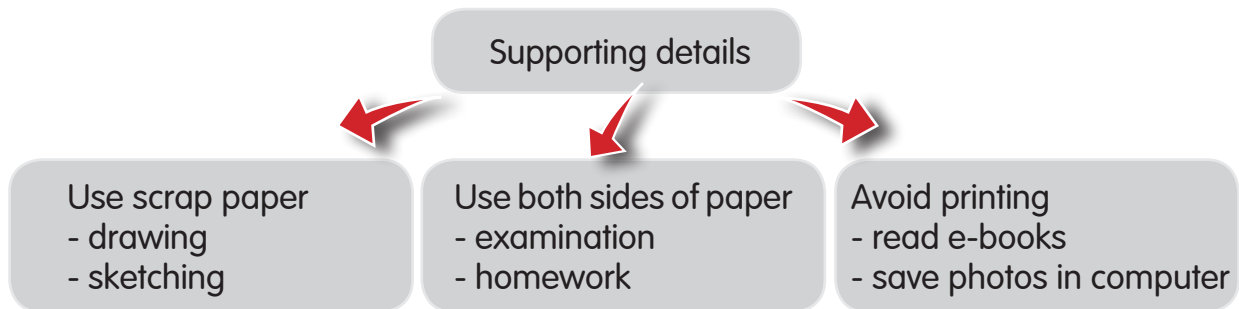 Supporting details
Use scrap paper
- drawing
- sketching
Use both sides of paper
- examination
- homework
Avoid printing
- read e-books
- save photos in computer